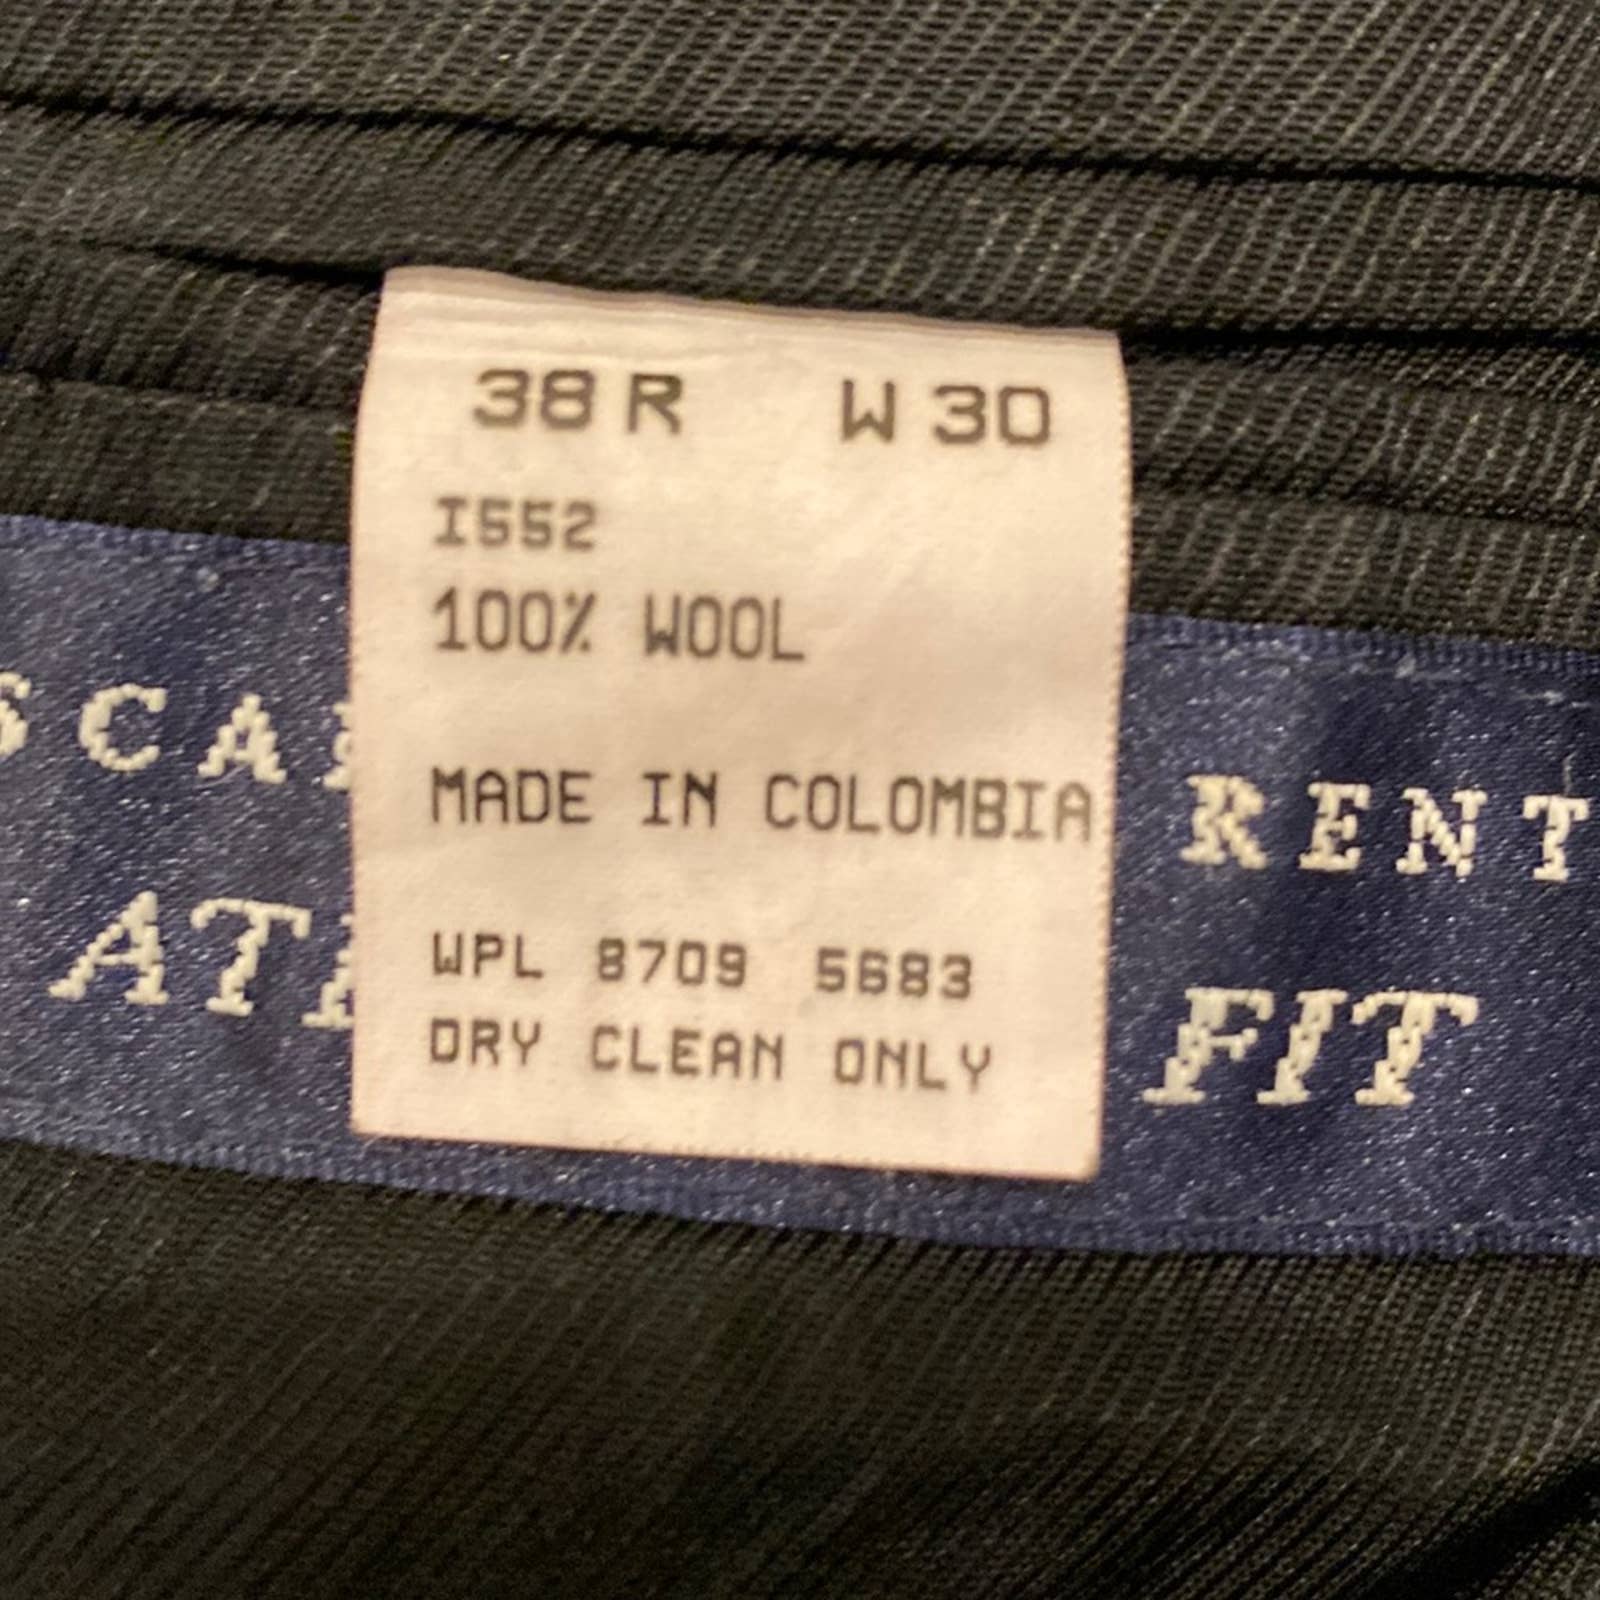 38 R W 30
I552
100% WOOL
MADE IN COLOMBIA
WPL 8709 5683
DRY CLEAN ONLY
FIT